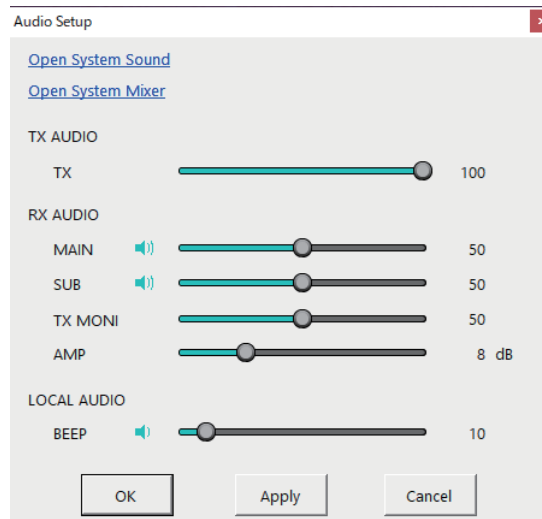 Audio Setup
Open System Sound
Open System Mixer
TX AUDIO
TX 100
RX AUDIO
MAIN 50
SUB 50
TX MONI 50
AMP 8 dB
LOCAL AUDIO
BEEP 10
OK Apply Cancel